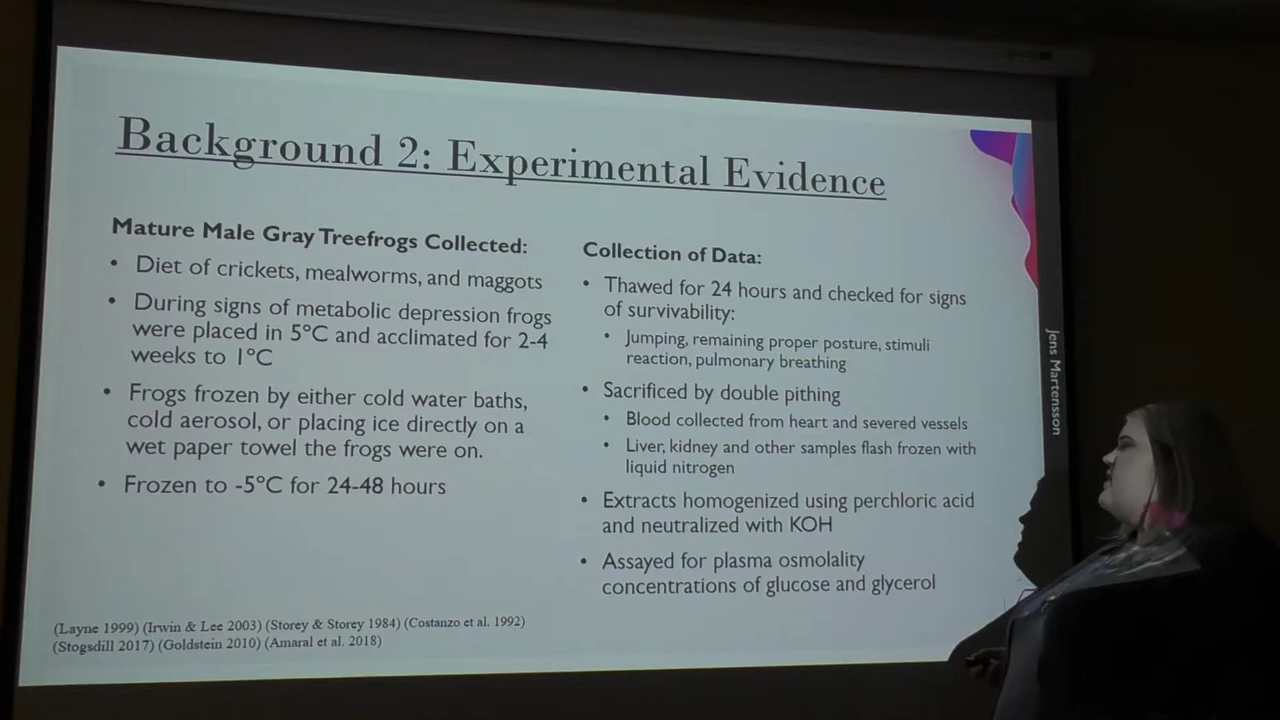 Background 2: Experimental Evidence
Mature Male Gray Treefrogs Collected:
• Diet of crickets, mealworms, and maggots
• During signs of metabolic depression frogs
were placed in 5°C and acclimated for 2-4
weeks to 1°C
• Frogs frozen by either cold water baths,
cold aerosol, or placing ice directly on a
wet paper towel the frogs were on.
• Frozen to -5°C for 24-48 hours
Collection of Data:
• Thawed for 24 hours and checked for signs
of survivability:
• Jumping, remaining proper posture, stimuli
reaction, pulmonary breathing
• Sacrificed by double pithing
• Blood collected from heart and severed vessels
• Liver, kidney and other samples flash frozen with
liquid nitrogen
• Extracts homogenized using perchloric acid
and neutralized with KOH
• Assayed for plasma osmolality
concentrations of glucose and glycerol
(Layne 1999) (Irwin & Lee 2003) (Storey & Storey 1984) (Costanzo et al. 1992)
(Stogsdill 2017) (Goldstein 2010) (Amaral et al. 2018)
Jens Martensson